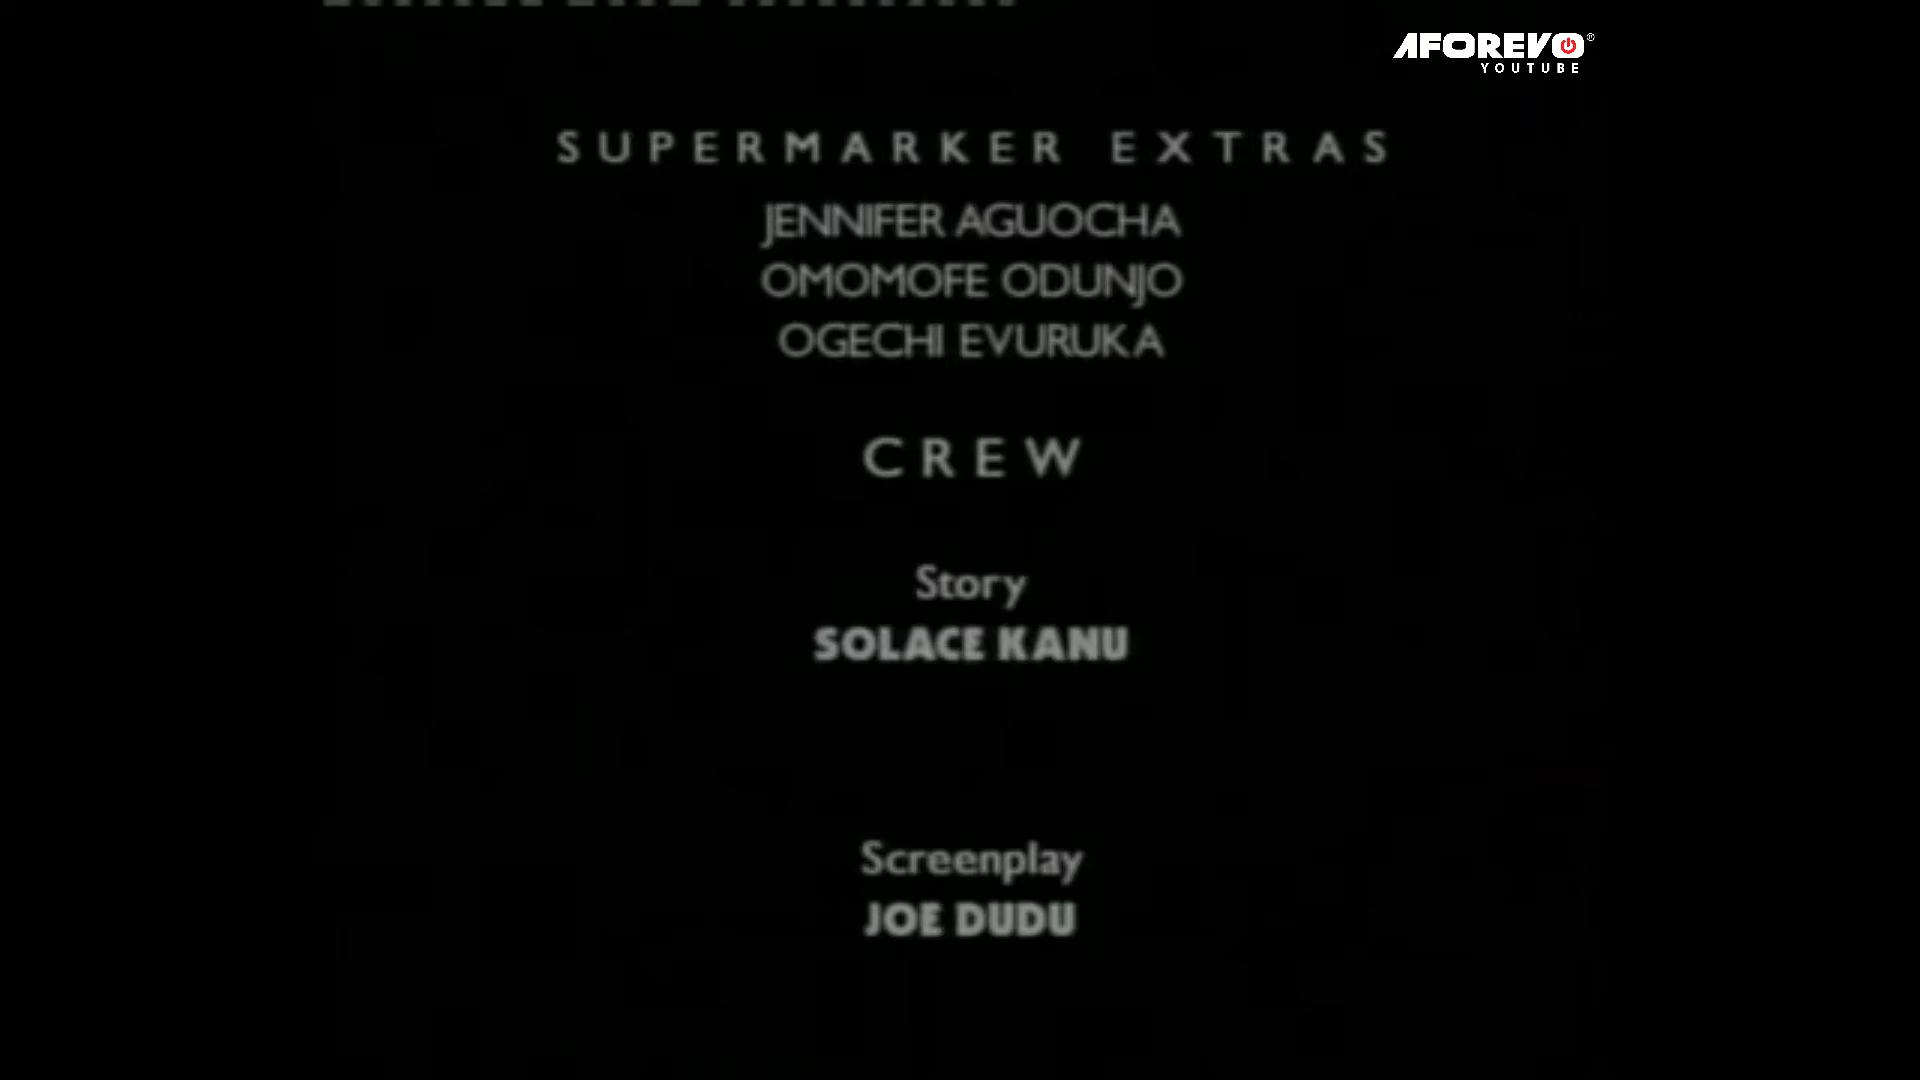 AFOREVO®
YOUTUBE
SUPERMARKER EXTRAS
JENNIFER AGUOCHA
OMOMOFE ODUNJO
OGECHI EVURUKA
CREW
Story
SOLACE KANU
Screenplay
JOE DUDU